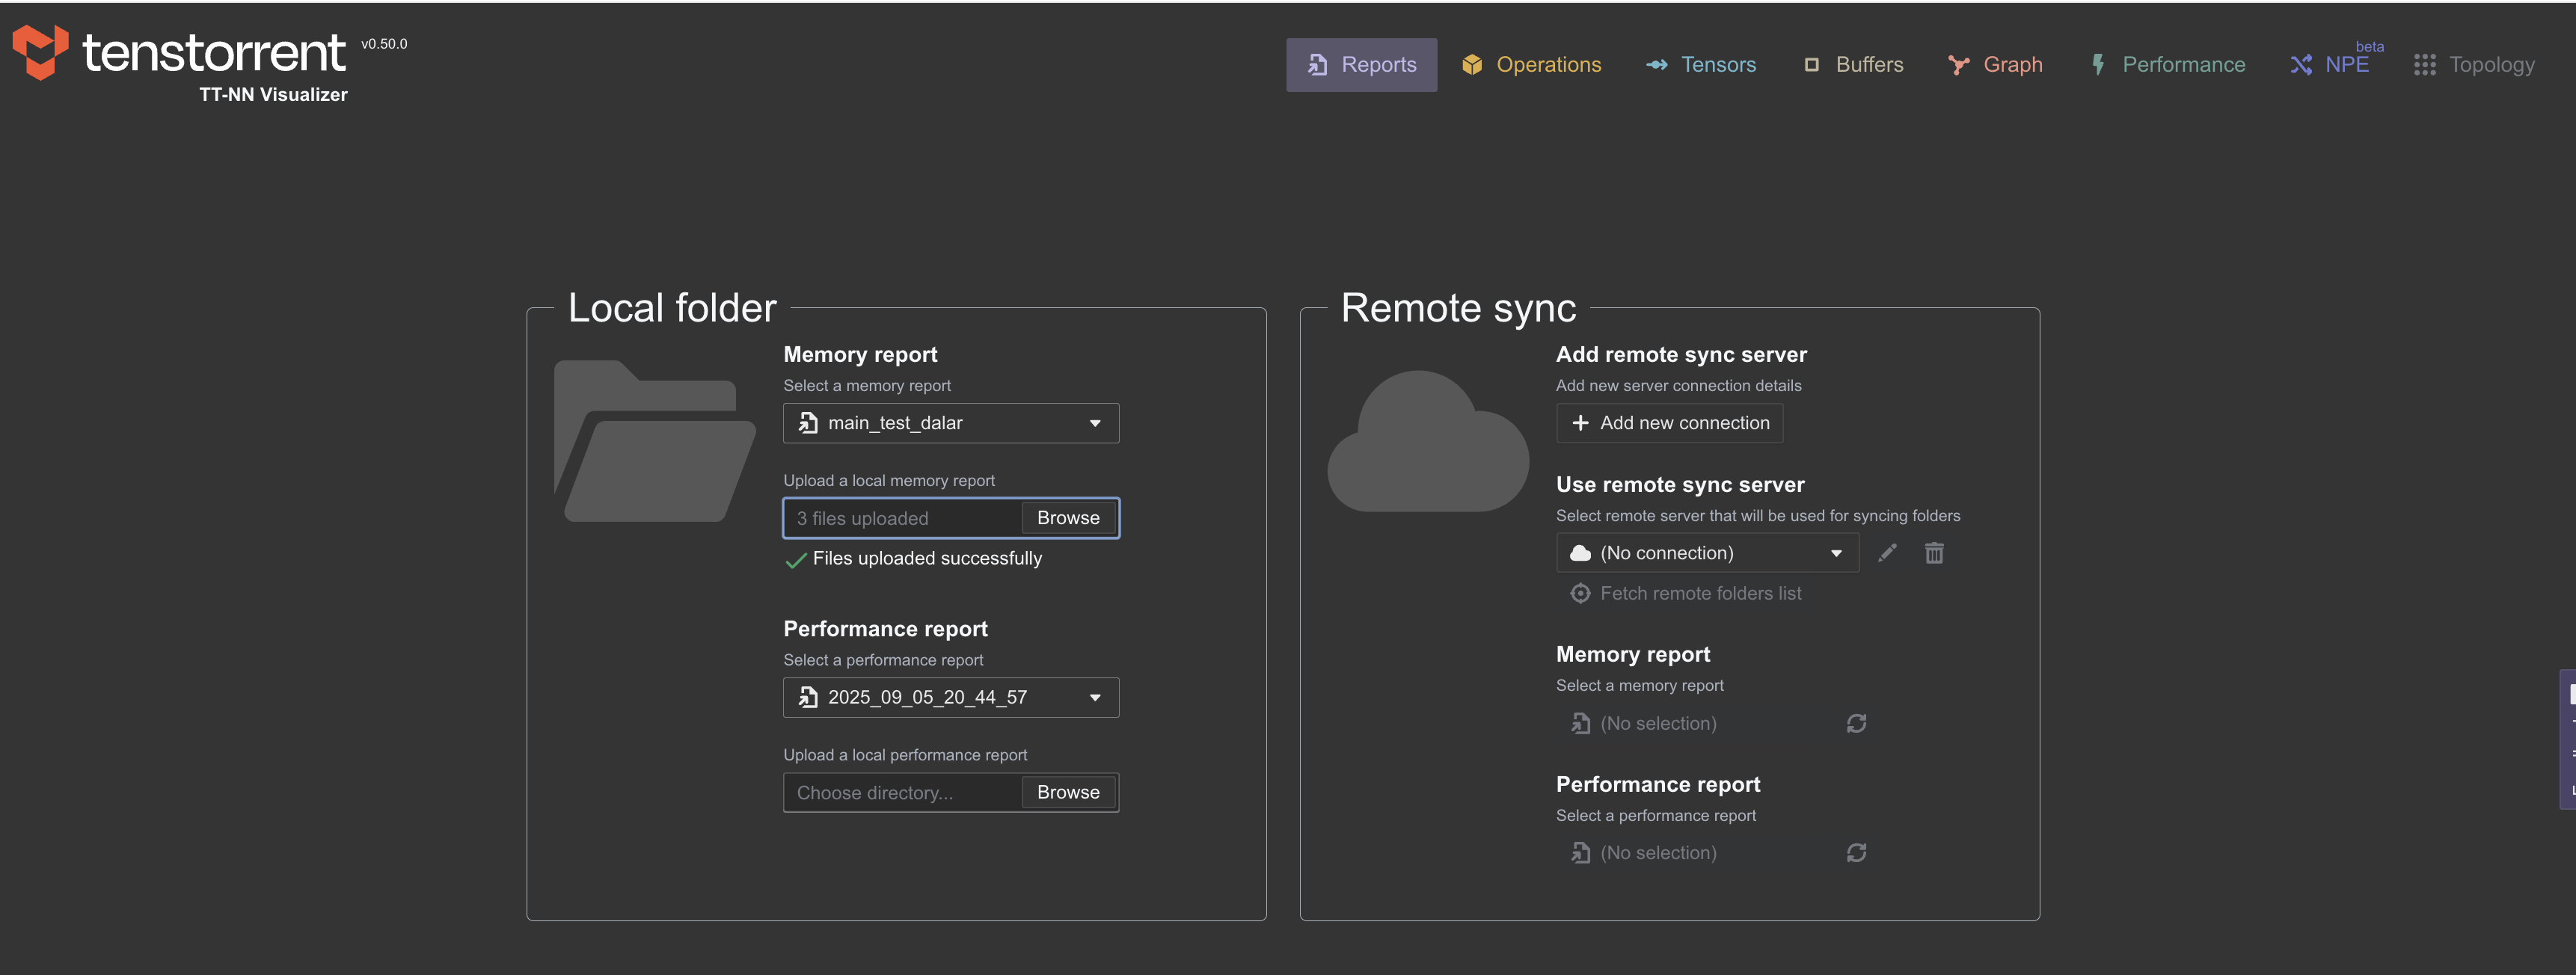 tenstorrent v0.50.0
TT-NN Visualizer
Reports Operations Tensors Buffers Graph Performance NPE beta Topology
Local folder
Memory report
Select a memory report
main_test_dalar
Upload a local memory report
3 files uploaded Browse
Files uploaded successfully
Performance report
Select a performance report
2025_09_05_20_44_57
Upload a local performance report
Choose directory... Browse
Remote sync
Add remote sync server
Add new server connection details
Add new connection
Use remote sync server
Select remote server that will be used for syncing folders
(No connection)
Fetch remote folders list
Memory report
Select a memory report
(No selection)
Performance report
Select a performance report
(No selection)